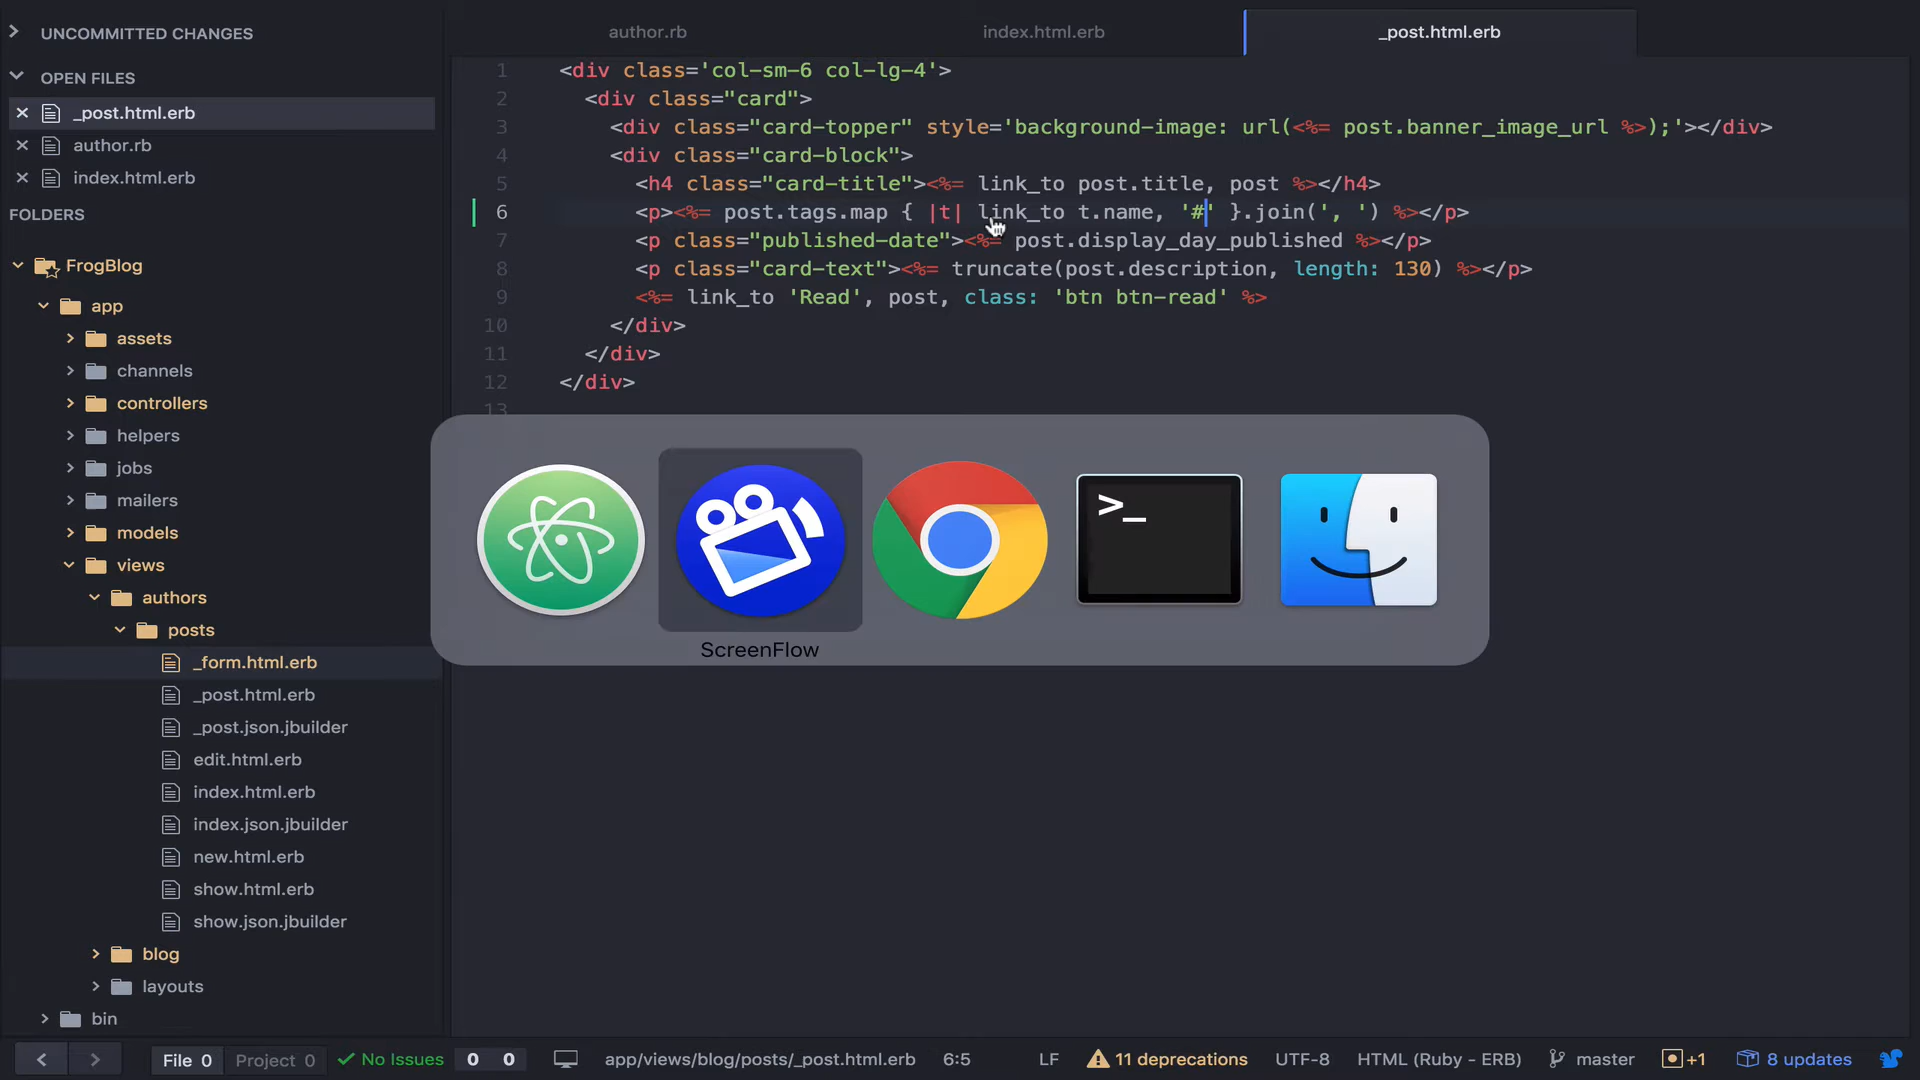 UNCOMMITTED CHANGES
OPEN FILES
_post.html.erb
author.rb
index.html.erb
FOLDERS
FrogBlog
app
assets
channels
controllers
helpers
jobs
mailers
models
views
authors
posts
_form.html.erb
_post.html.erb
_post.json.jbuilder
edit.html.erb
index.html.erb
index.json.jbuilder
new.html.erb
show.html.erb
show.json.jbuilder
blog
layouts
bin
author.rb
index.html.erb
_post.html.erb
1 <div class='col-sm-6 col-lg-4'>
2 <div class="card">
3 <div class="card-topper" style='background-image: url(<%= post.banner_image_url %>);'></div>
4 <div class="card-block">
5 <h4 class="card-title"><%= link_to post.title, post %></h4>
6 <p><%= post.tags.map { |t| link_to t.name, '#' }.join(', ') %></p>
7 <p class="published-date"><%= post.display_day_published %></p>
8 <p class="card-text"><%= truncate(post.description, length: 130) %></p>
9 <%= link_to 'Read', post, class: 'btn btn-read' %>
10 </div>
11 </div>
12 </div>
13
>_
ScreenFlow
File 0 Project 0 No Issues 0 0 app/views/blog/posts/_post.html.erb 6:5 LF 11 deprecations UTF-8 HTML (Ruby - ERB) master +1 8 updates